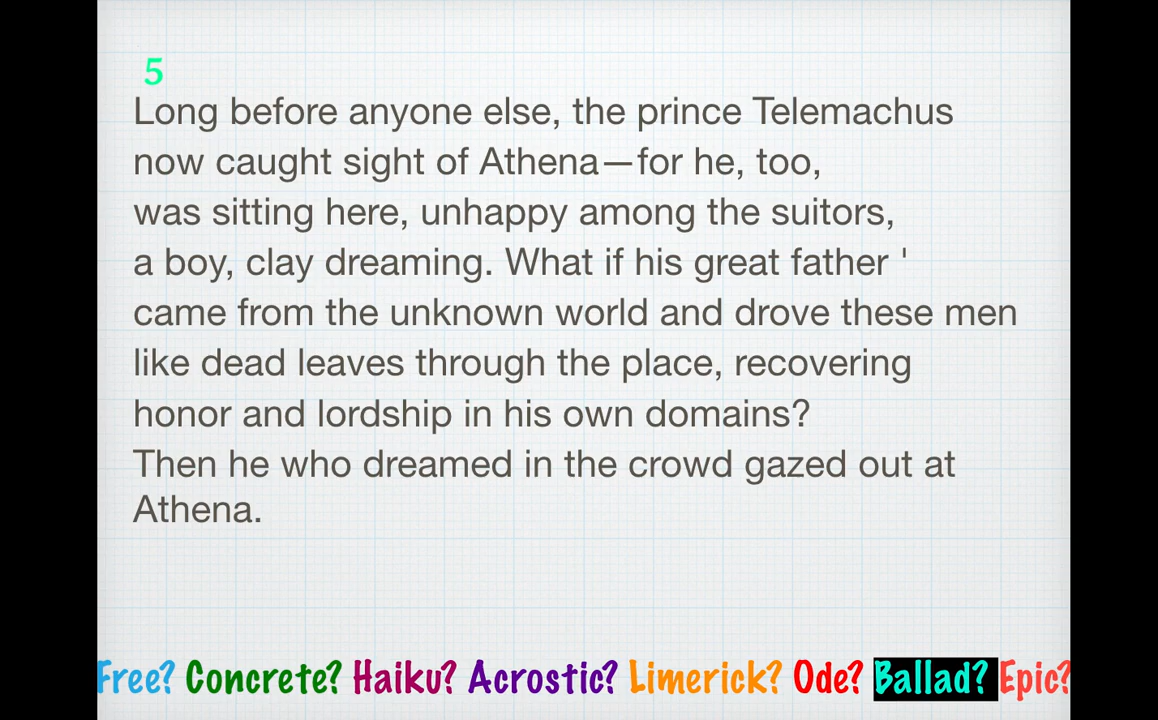 5
Long before anyone else, the prince Telemachus
now caught sight of Athena—for he, too,
was sitting here, unhappy among the suitors,
a boy, clay dreaming. What if his great father '
came from the unknown world and drove these men
like dead leaves through the place, recovering
honor and lordship in his own domains?
Then he who dreamed in the crowd gazed out at
Athena.
Free? Concrete? Haiku? Acrostic? Limerick? Ode? Ballad? Epic?